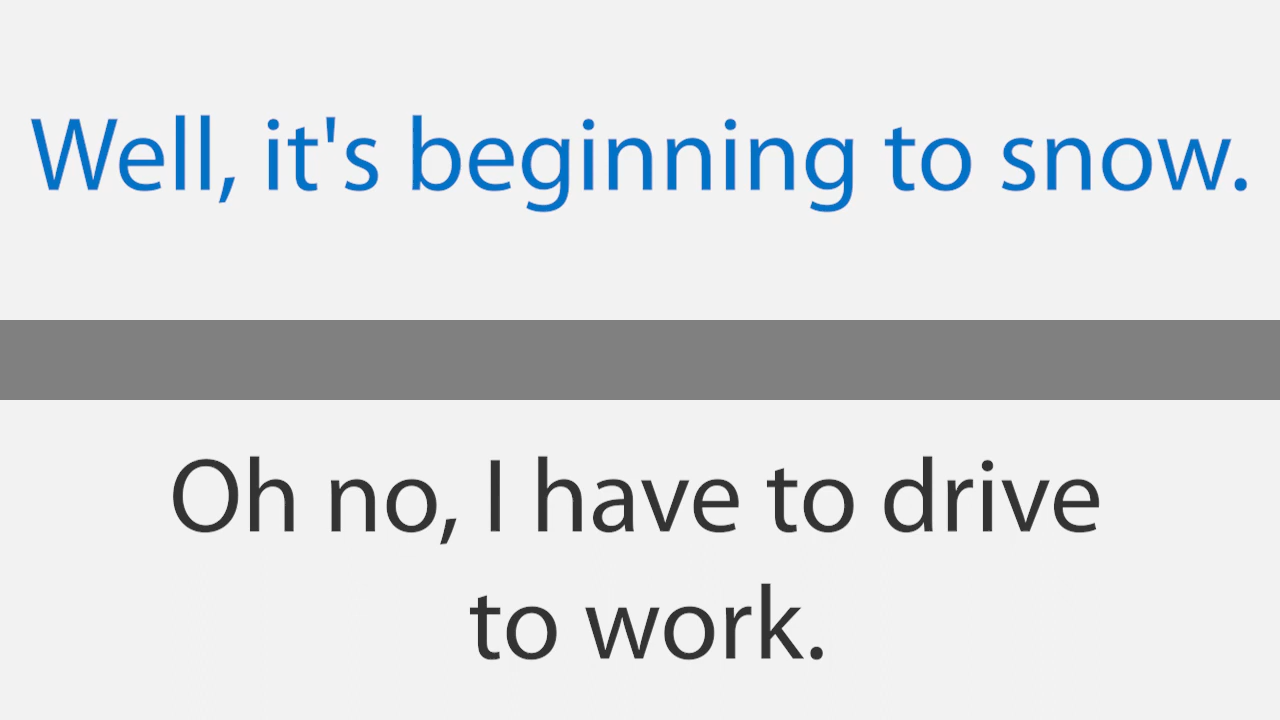 Well, it's beginning to snow.
Oh no, I have to drive
to work.